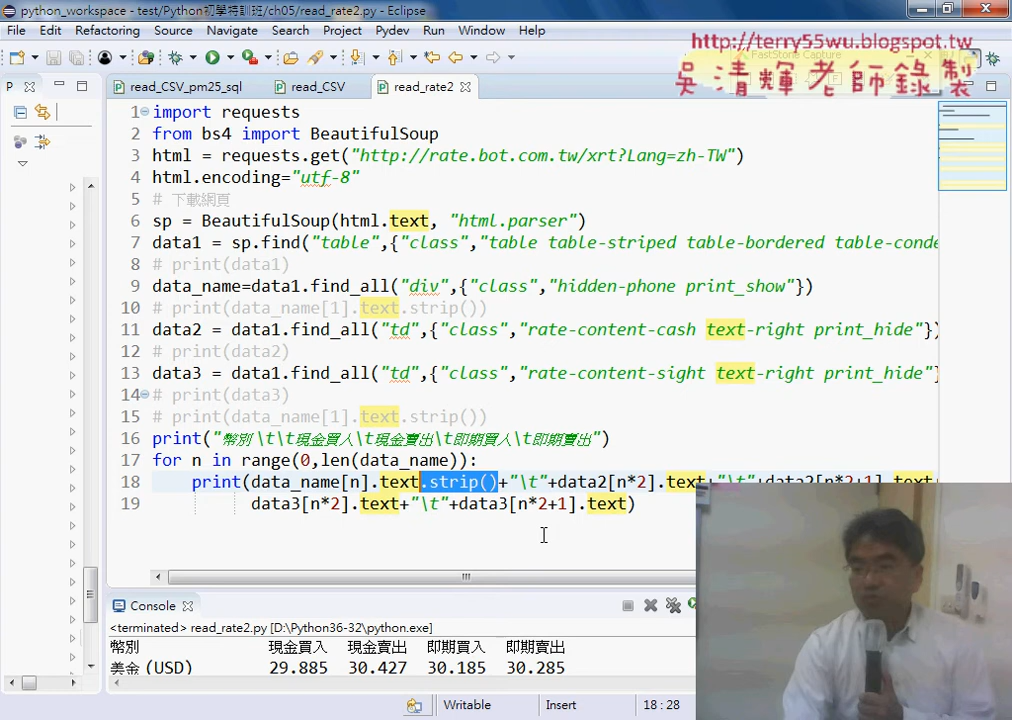 python_workspace - test/Python初學特訓班/ch05/read_rate2.py - Eclipse
File Edit Refactoring Source Navigate Search Project Pydev Run Window Help
http://terry55wu.blogspot.tw
吳清輝老師錄製
P
read_CSV_pm25_sql
read_CSV
read_rate2
1 import requests
2 from bs4 import BeautifulSoup
3 html = requests.get("http://rate.bot.com.tw/xrt?Lang=zh-TW")
4 html.encoding="utf-8"
5 # 下載網頁
6 sp = BeautifulSoup(html.text, "html.parser")
7 data1 = sp.find("table",{"class","table table-striped table-bordered table-conde
8 # print(data1)
9 data_name=data1.find_all("div",{"class","hidden-phone print_show"})
10 # print(data_name[1].text.strip())
11 data2 = data1.find_all("td",{"class","rate-content-cash text-right print_hide"})
12 # print(data2)
13 data3 = data1.find_all("td",{"class","rate-content-sight text-right print_hide"}
14 # print(data3)
15 # print(data_name[1].text.strip())
16 print("幣別\t\t現金買入\t現金賣出\t即期買入\t即期賣出")
17 for n in range(0,len(data_name)):
18 print(data_name[n].text.strip()+"\t"+data2[n*2].text+"\t"+data2[n*2+1].text+
19 data3[n*2].text+"\t"+data3[n*2+1].text)
Console
<terminated> read_rate2.py [D:\Python36-32\python.exe]
幣別 現金買入 現金賣出 即期買入 即期賣出
美金 (USD) 29.885 30.427 30.185 30.285
Writable Insert 18 : 28